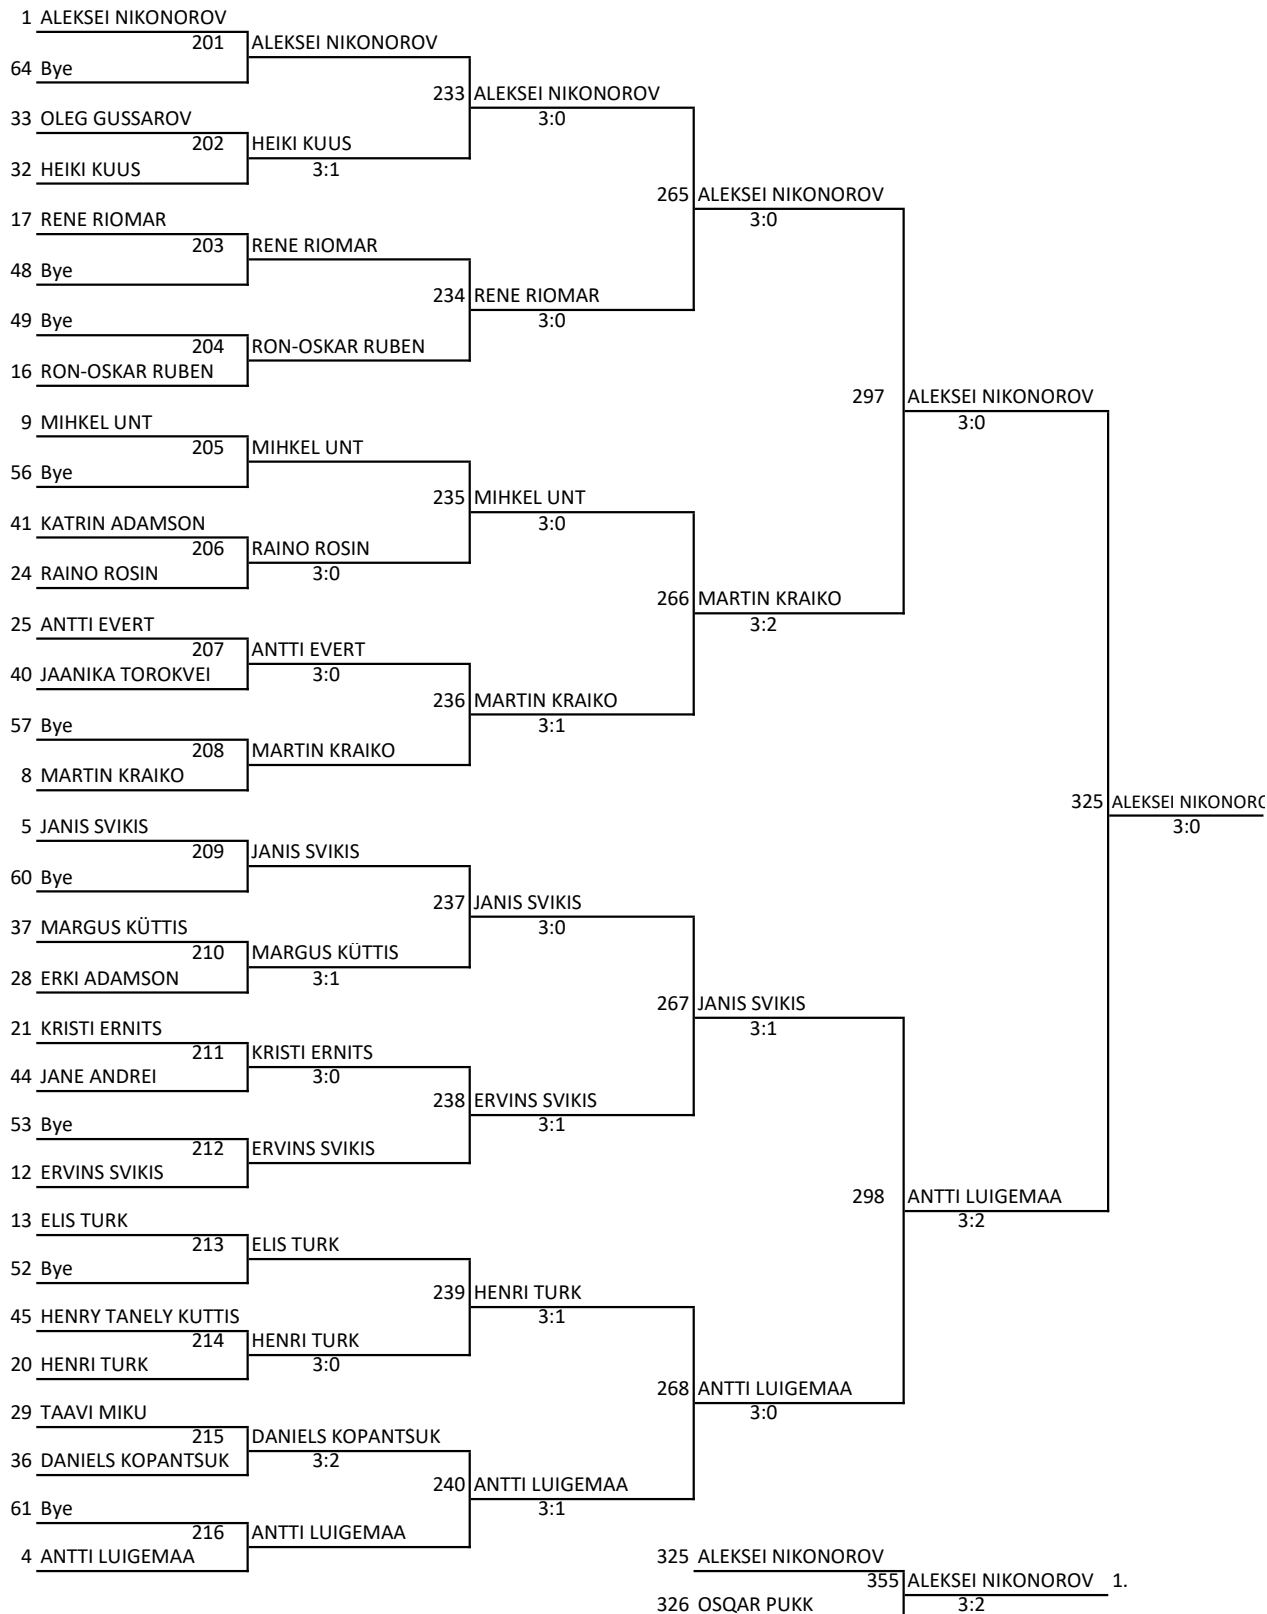 1 ALEKSEI NIKONOROV
201 ALEKSEI NIKONOROV
64 Bye
233 ALEKSEI NIKONOROV
3:0
33 OLEG GUSSAROV
202 HEIKI KUUS
32 HEIKI KUUS 3:1
265 ALEKSEI NIKONOROV
3:0
17 RENE RIOMAR
203 RENE RIOMAR
48 Bye
234 RENE RIOMAR
3:0
49 Bye
204 RON-OSKAR RUBEN
16 RON-OSKAR RUBEN
297 ALEKSEI NIKONOROV
3:0
9 MIHKEL UNT
205 MIHKEL UNT
56 Bye
235 MIHKEL UNT
3:0
41 KATRIN ADAMSON
206 RAINO ROSIN
24 RAINO ROSIN 3:0
266 MARTIN KRAIKO
3:2
25 ANTTI EVERT
207 ANTTI EVERT
40 JAANIKA TOROKVEI 3:0
236 MARTIN KRAIKO
3:1
57 Bye
208 MARTIN KRAIKO
8 MARTIN KRAIKO
325 ALEKSEI NIKONORO
3:0
5 JANIS SVIKIS
209 JANIS SVIKIS
60 Bye
237 JANIS SVIKIS
3:0
37 MARGUS KÜTTIS
210 MARGUS KÜTTIS
28 ERKI ADAMSON 3:1
267 JANIS SVIKIS
3:1
21 KRISTI ERNITS
211 KRISTI ERNITS
44 JANE ANDREI 3:0
238 ERVINS SVIKIS
3:1
53 Bye
212 ERVINS SVIKIS
12 ERVINS SVIKIS
298 ANTTI LUIGEMAA
3:2
13 ELIS TURK
213 ELIS TURK
52 Bye
239 HENRI TURK
3:1
45 HENRY TANELY KUTTIS
214 HENRI TURK
20 HENRI TURK 3:0
268 ANTTI LUIGEMAA
3:0
29 TAAVI MIKU
215 DANIELS KOPANTSUK
36 DANIELS KOPANTSUK 3:2
240 ANTTI LUIGEMAA
3:1
61 Bye
216 ANTTI LUIGEMAA
4 ANTTI LUIGEMAA
325 ALEKSEI NIKONOROV
355 ALEKSEI NIKONOROV 1.
326 OSQAR PUKK 3:2